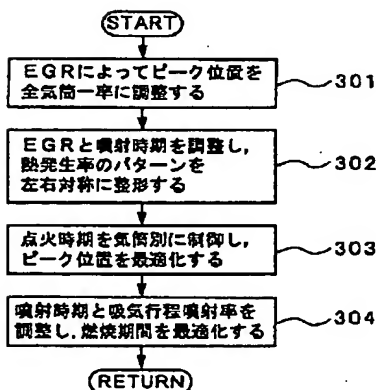 START
EGRによってピーク位置を
全気筒一率に調整する
301
EGRと噴射時期を調整し,
熱発生率のパターンを
左右対称に整形する
302
点火時期を気筒別に制御し,
ピーク位置を最適化する
303
噴射時期と吸気行程噴射率を
調整し,燃焼期間を最適化する
304
RETURN